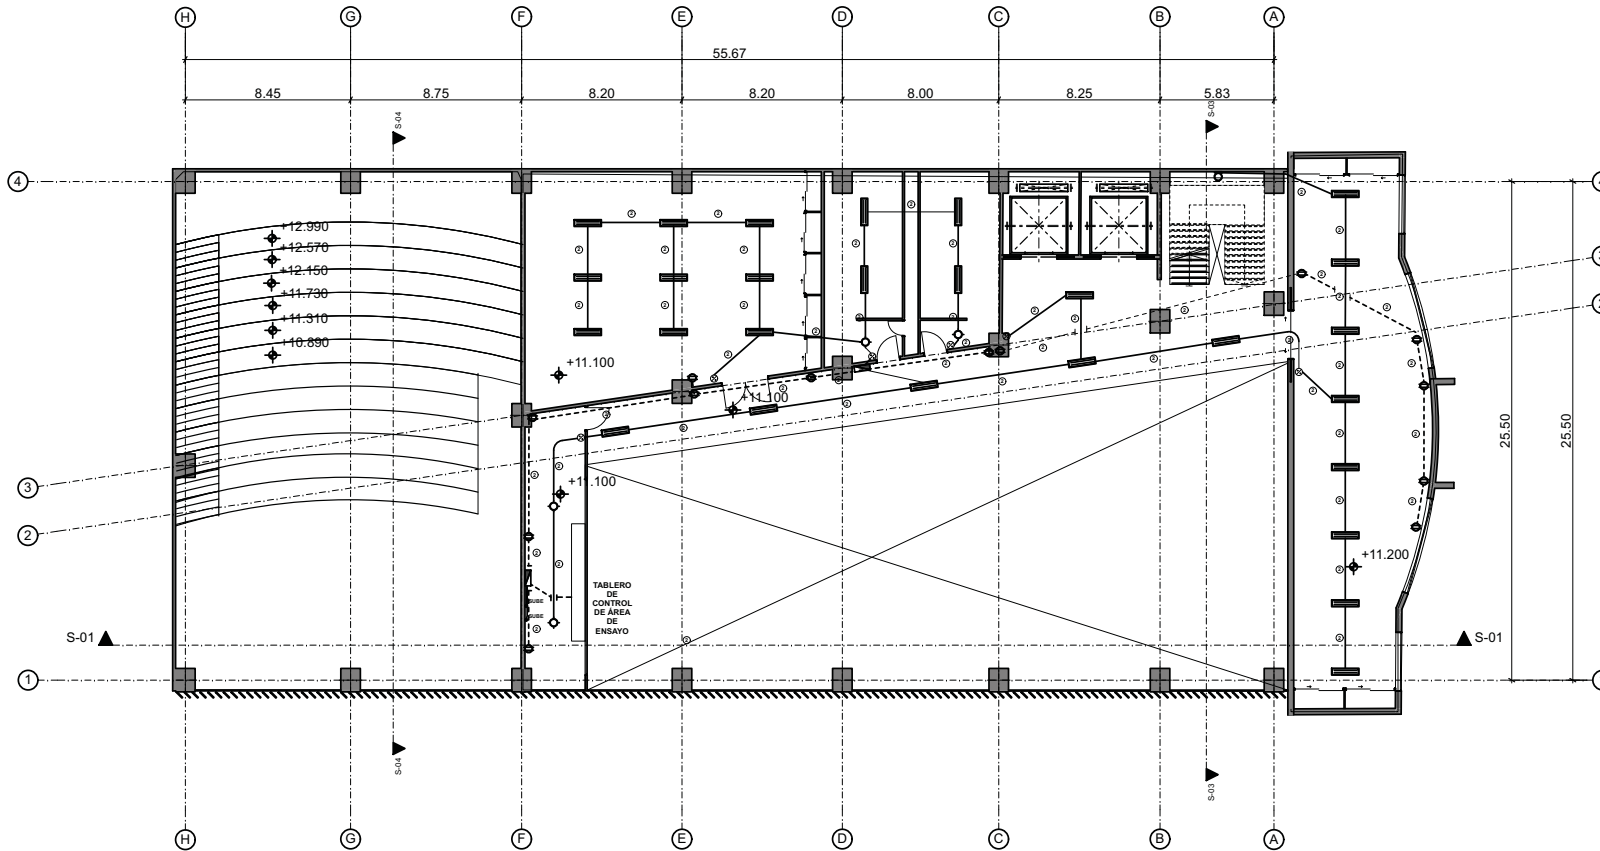 H G F E D C B A
55.67
8.45 8.75 8.20 8.20 8.00 8.25 5.83
S-04
S-03
4
+12.990
+12.570
+12.150
+11.730
+11.310
+10.890
+11.100
+11.100
+11.100
3
2
25.50
25.50
+11.200
TABLERO
DE
CONTROL
DE ÁREA
DE
ENSAYO
SUBE
SUBE
S-01
S-01
1
S-04
S-03
H G F E D C B A